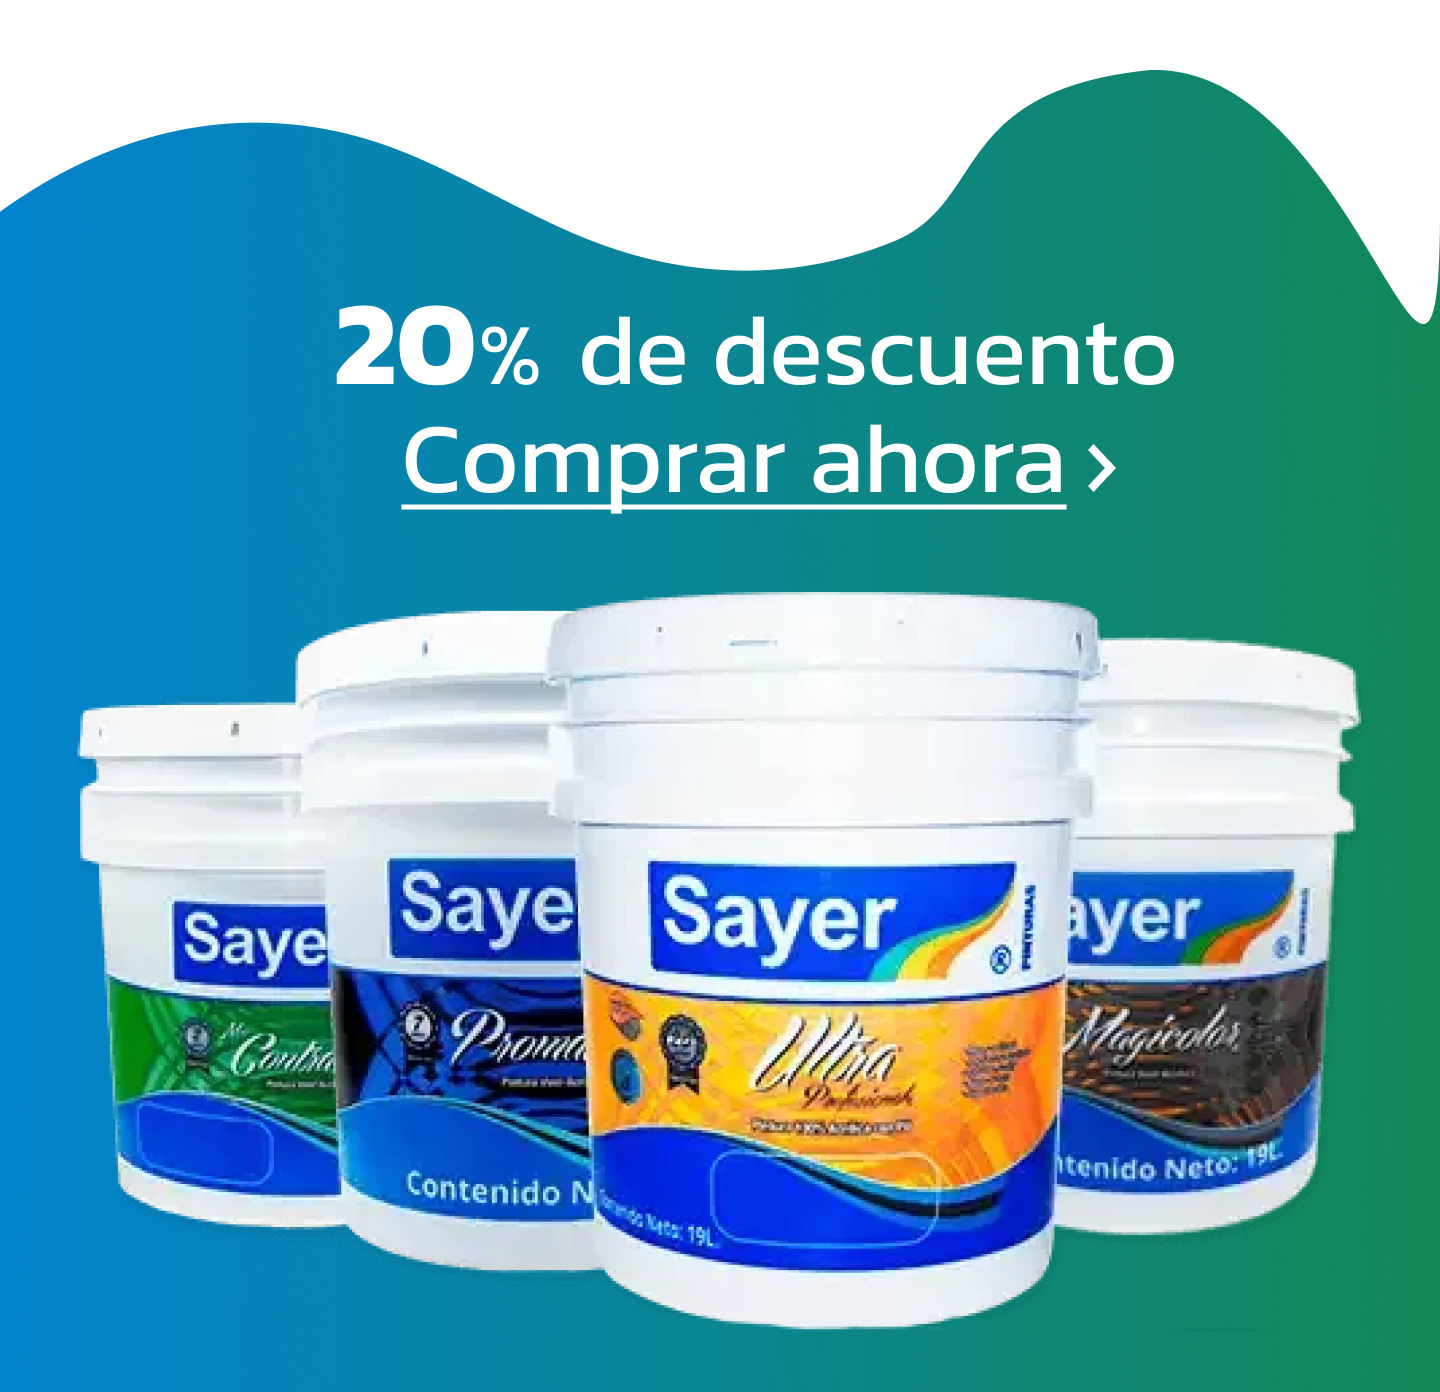 20% de descuento
Comprar ahora ›
Saye
Contra
Saye
Proma
Contenido N
Sayer
®
PINTURAS
Ultra
Profesional
Contenido Neto: 19L.
ayer
®
PINTURAS
Magicolor
ntenido Neto: 19L.